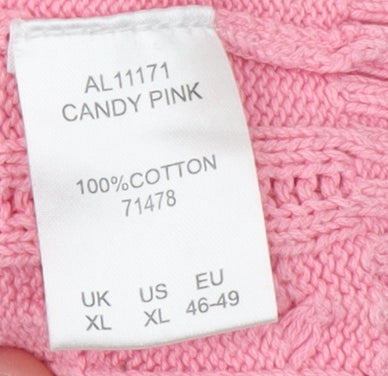 AL11171
CANDY PINK
100%COTTON
71478
UK US EU
XL XL 46-49